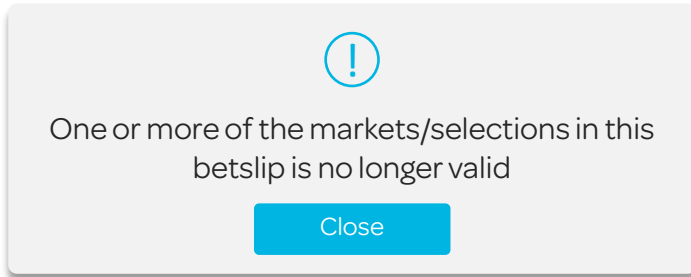 One or more of the markets/selections in this
betslip is no longer valid
Close